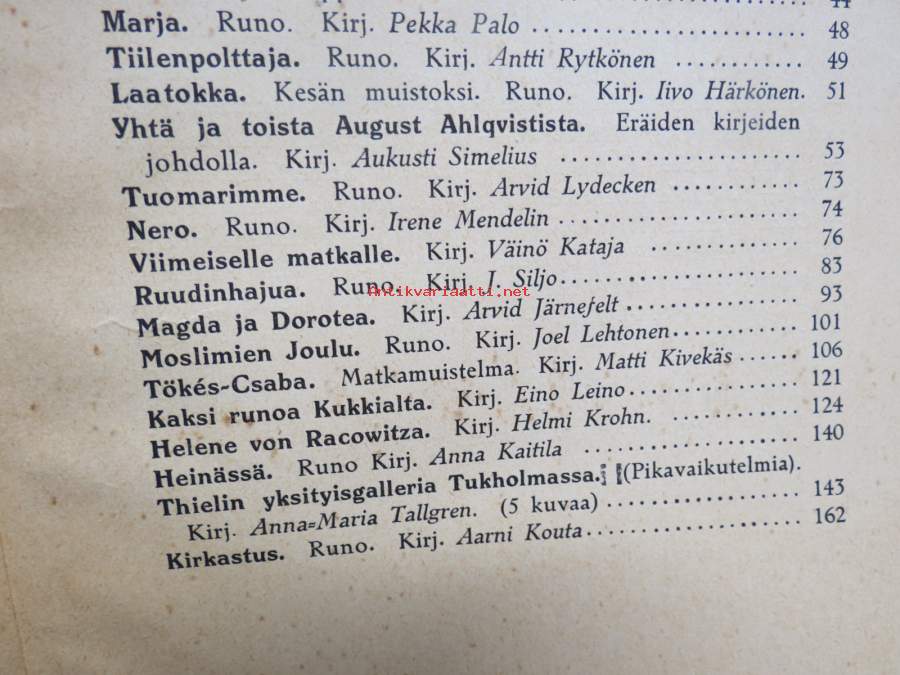 44
Marja. Runo. Kirj. Pekka Palo ........................ 48
Tiilenpolttaja. Runo. Kirj. Antti Rytkönen ............ 49
Laatokka. Kesän muistoksi. Runo. Kirj. Iivo Härkönen. 51
Yhtä ja toista August Ahlqvistista. Eräiden kirjeiden
johdolla. Kirj. Aukusti Simelius ...................... 53
Tuomarimme. Runo. Kirj. Arvid Lydecken ............ 73
Nero. Runo. Kirj. Irene Mendelin ...................... 74
Viimeiselle matkalle. Kirj. Väinö Kataja ............. 76
Ruudinhajua. Runo. Kirj. J. Siljo...................... 83
Antikvariaatti.net
Magda ja Dorotea. Kirj. Arvid Järnefelt ................ 93
Moslimien Joulu. Runo. Kirj. Joel Lehtonen............ 101
Tökés-Csaba. Matkamuistelma. Kirj. Matti Kivekäs...... 106
Kaksi runoa Kukkialta. Kirj. Eino Leino................ 121
Helene von Racowitza. Kirj. Helmi Krohn. ............ 124
Heinässä. Runo Kirj. Anna Kaitila .................... 140
Thielin yksityisgalleria Tukholmassa. (Pikavaikutelmia).
Kirj. Anna=Maria Tallgren. (5 kuvaa) .................. 143
Kirkastus. Runo. Kirj. Aarni Kouta.................... 162